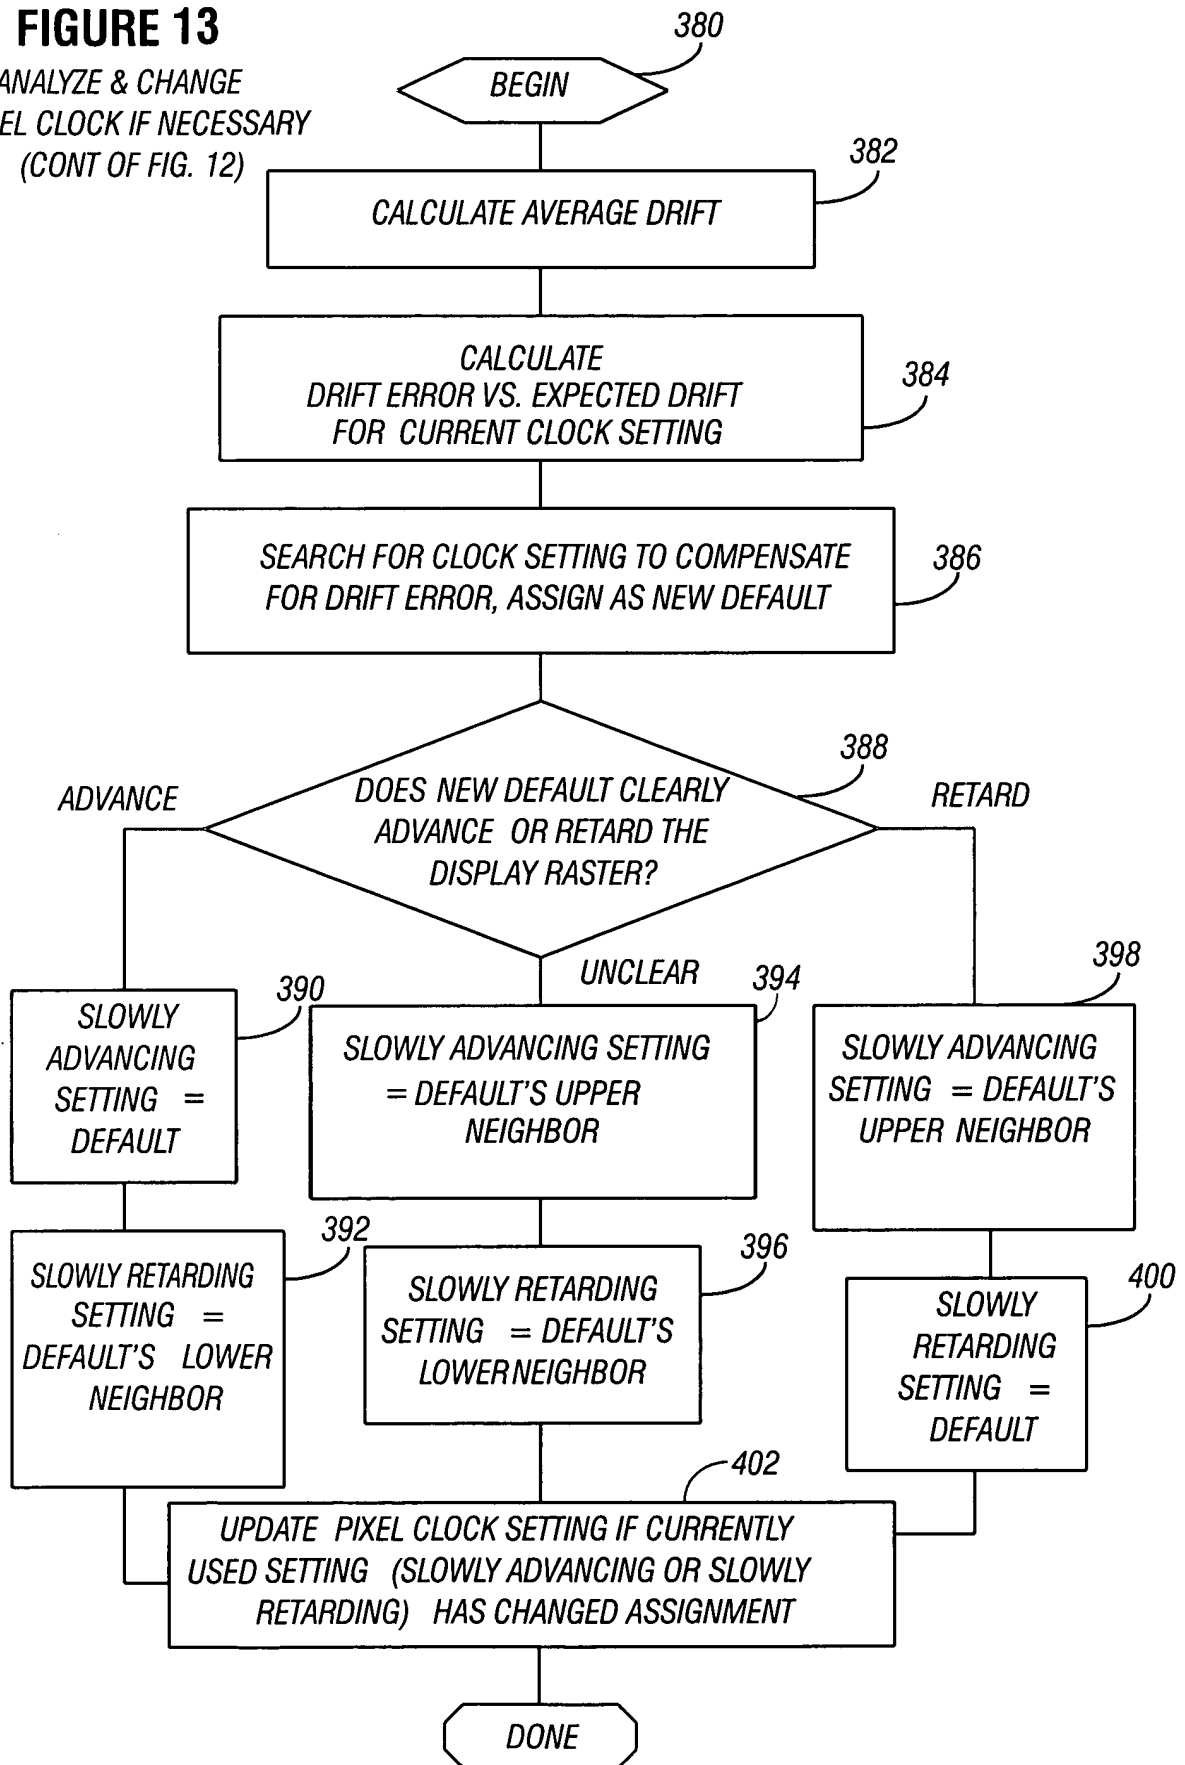 FIGURE 13
ANALYZE & CHANGE
EL CLOCK IF NECESSARY
(CONT OF FIG. 12)
380
BEGIN
382
CALCULATE AVERAGE DRIFT
384
CALCULATE
DRIFT ERROR VS. EXPECTED DRIFT
FOR CURRENT CLOCK SETTING
386
SEARCH FOR CLOCK SETTING TO COMPENSATE
FOR DRIFT ERROR, ASSIGN AS NEW DEFAULT
388
DOES NEW DEFAULT CLEARLY
ADVANCE OR RETARD THE
DISPLAY RASTER?
ADVANCE
UNCLEAR
RETARD
390
SLOWLY
ADVANCING
SETTING =
DEFAULT
392
SLOWLY RETARDING
SETTING =
DEFAULT'S LOWER
NEIGHBOR
394
SLOWLY ADVANCING SETTING
= DEFAULT'S UPPER
NEIGHBOR
396
SLOWLY RETARDING
SETTING = DEFAULT'S
LOWER NEIGHBOR
398
SLOWLY ADVANCING
SETTING = DEFAULT'S
UPPER NEIGHBOR
400
SLOWLY
RETARDING
SETTING =
DEFAULT
402
UPDATE PIXEL CLOCK SETTING IF CURRENTLY
USED SETTING (SLOWLY ADVANCING OR SLOWLY
RETARDING) HAS CHANGED ASSIGNMENT
DONE